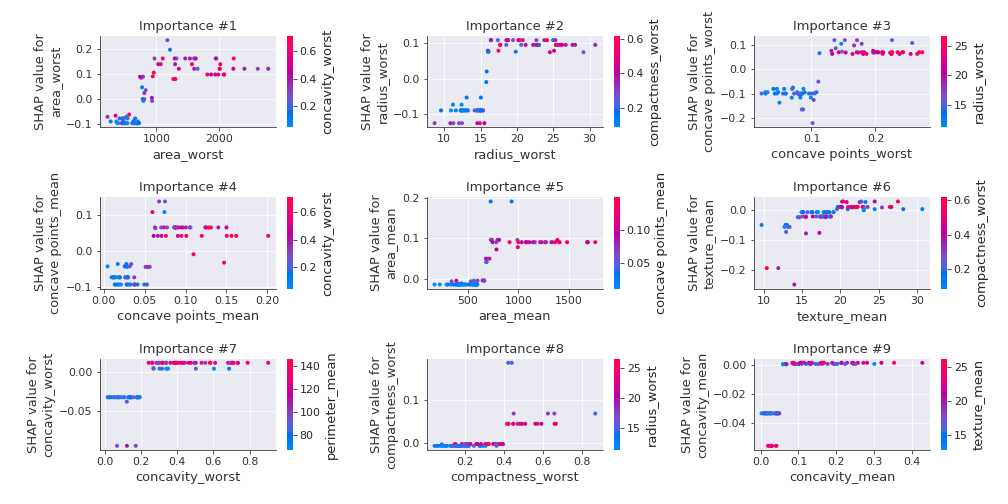 Importance #1
SHAP value for
area_worst
0.2
0.1
0.0
−0.1
1000
2000
area_worst
0.6
0.4
0.2
concavity_worst
Importance #2
SHAP value for
radius_worst
0.1
0.0
−0.1
10
15
20
25
30
radius_worst
0.6
0.4
0.2
compactness_worst
Importance #3
SHAP value for
concave points_worst
0.1
0.0
−0.1
−0.2
0.1
0.2
concave points_worst
25
20
15
radius_worst
Importance #4
SHAP value for
concave points_mean
0.1
0.0
−0.1
0.00
0.05
0.10
0.15
0.20
concave points_mean
0.6
0.4
0.2
concavity_worst
Importance #5
SHAP value for
area_mean
0.2
0.1
0.0
500
1000
1500
area_mean
0.10
0.05
concave points_mean
Importance #6
SHAP value for
texture_mean
0.0
−0.1
−0.2
10
15
20
25
30
texture_mean
0.6
0.4
0.2
compactness_worst
Importance #7
SHAP value for
concavity_worst
0.00
−0.05
0.0
0.2
0.4
0.6
0.8
concavity_worst
140
120
100
80
perimeter_mean
Importance #8
SHAP value for
compactness_worst
0.1
0.0
0.2
0.4
0.6
0.8
compactness_worst
25
20
15
radius_worst
Importance #9
SHAP value for
concavity_mean
0.00
−0.02
−0.04
0.0
0.1
0.2
0.3
0.4
concavity_mean
25
20
15
texture_mean